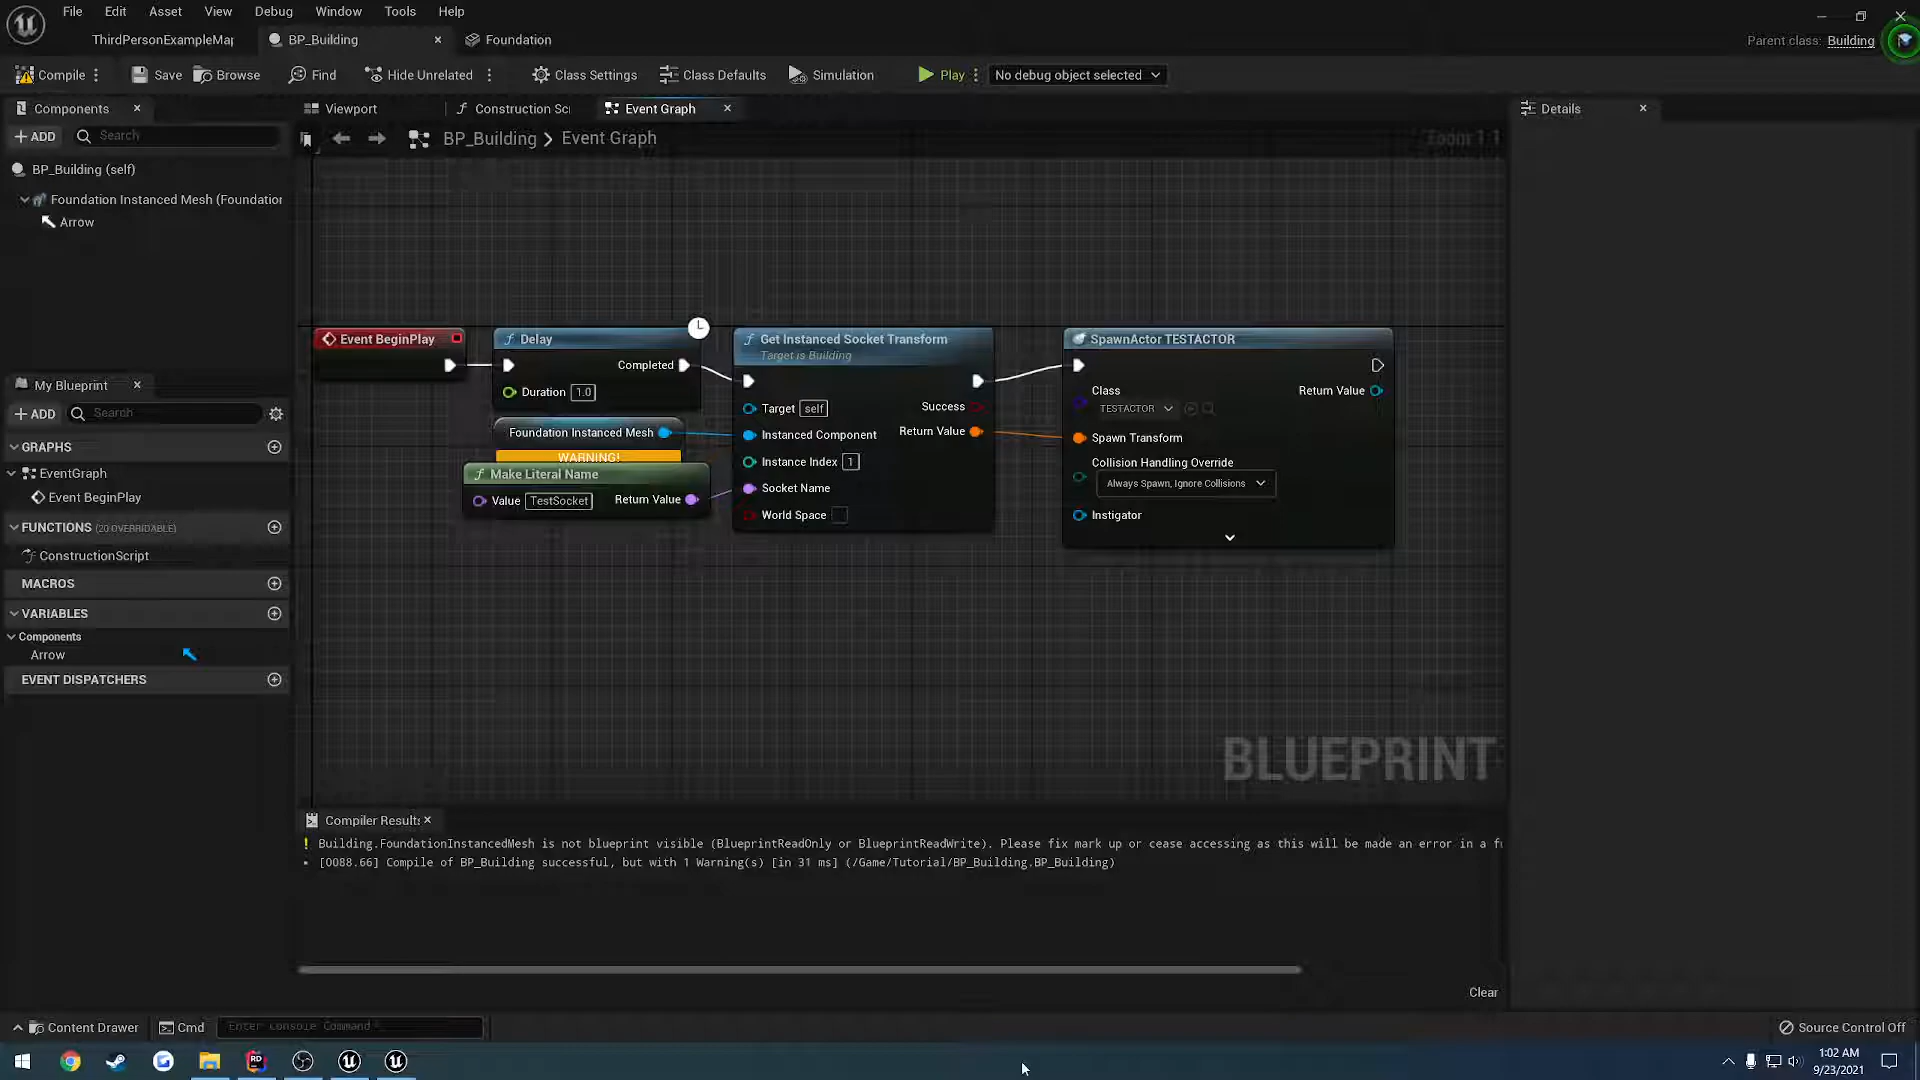 File Edit Asset View Debug Window Tools Help
ThirdPersonExampleMap BP_Building Foundation Parent class: Building
Compile Save Browse Find Hide Unrelated Class Settings Class Defaults Simulation Play No debug object selected
Components Viewport Construction Sc Event Graph Details
ADD Search BP_Building Event Graph Zoom 1:1
BP_Building (self)
Foundation Instanced Mesh (Foundation
Arrow
Event BeginPlay Delay Get Instanced Socket Transform SpawnActor TESTACTOR
Target is Building
Completed
Duration 1.0
Class Return Value
TESTACTOR
Target self Success
Foundation Instanced Mesh Instanced Component Return Value Spawn Transform
WARNING!
Instance Index 1 Collision Handling Override
Make Literal Name Always Spawn, Ignore Collisions
Value TestSocket Return Value Socket Name
World Space Instigator
My Blueprint
ADD Search
GRAPHS
EventGraph
Event BeginPlay
FUNCTIONS (20 OVERRIDABLE)
ConstructionScript
MACROS
VARIABLES
Components
Arrow
EVENT DISPATCHERS
BLUEPRINT
Compiler Results
Building.FoundationInstancedMesh is not blueprint visible (BlueprintReadOnly or BlueprintReadWrite). Please fix mark up or cease accessing as this will be made an error in a fu
[0088.66] Compile of BP_Building successful, but with 1 Warning(s) [in 31 ms] (/Game/Tutorial/BP_Building.BP_Building)
Clear
Content Drawer Cmd Enter Console Command Source Control Off
RD
1:02 AM
9/23/2021